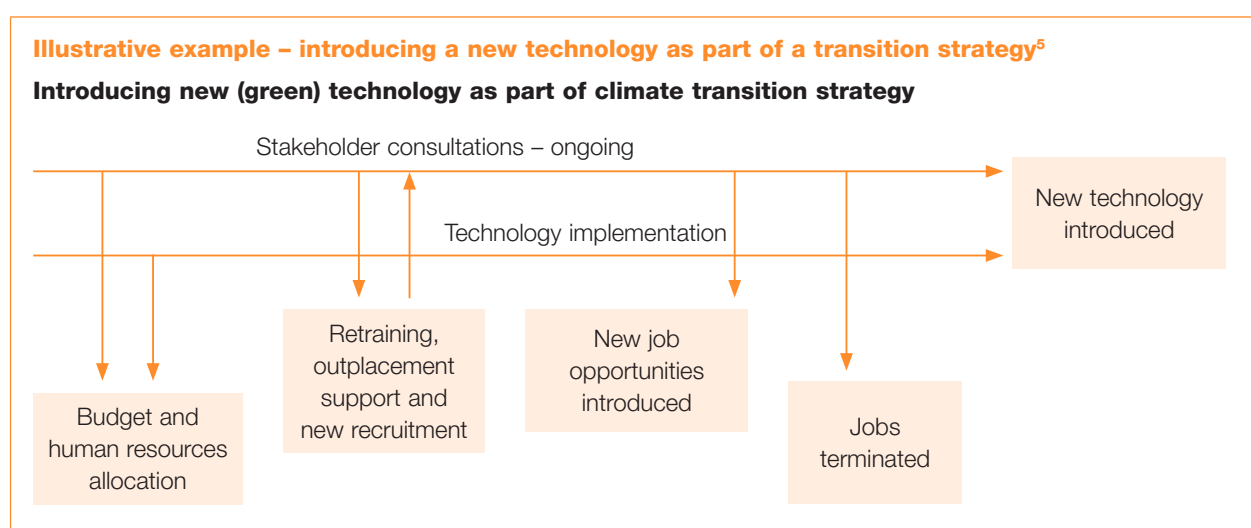 Illustrative example – introducing a new technology as part of a transition strategy⁵
Introducing new (green) technology as part of climate transition strategy
Stakeholder consultations – ongoing
New technology
introduced
Technology implementation
Retraining,
outplacement
support and
new recruitment
New job
opportunities
introduced
Budget and
human resources
allocation
Jobs
terminated